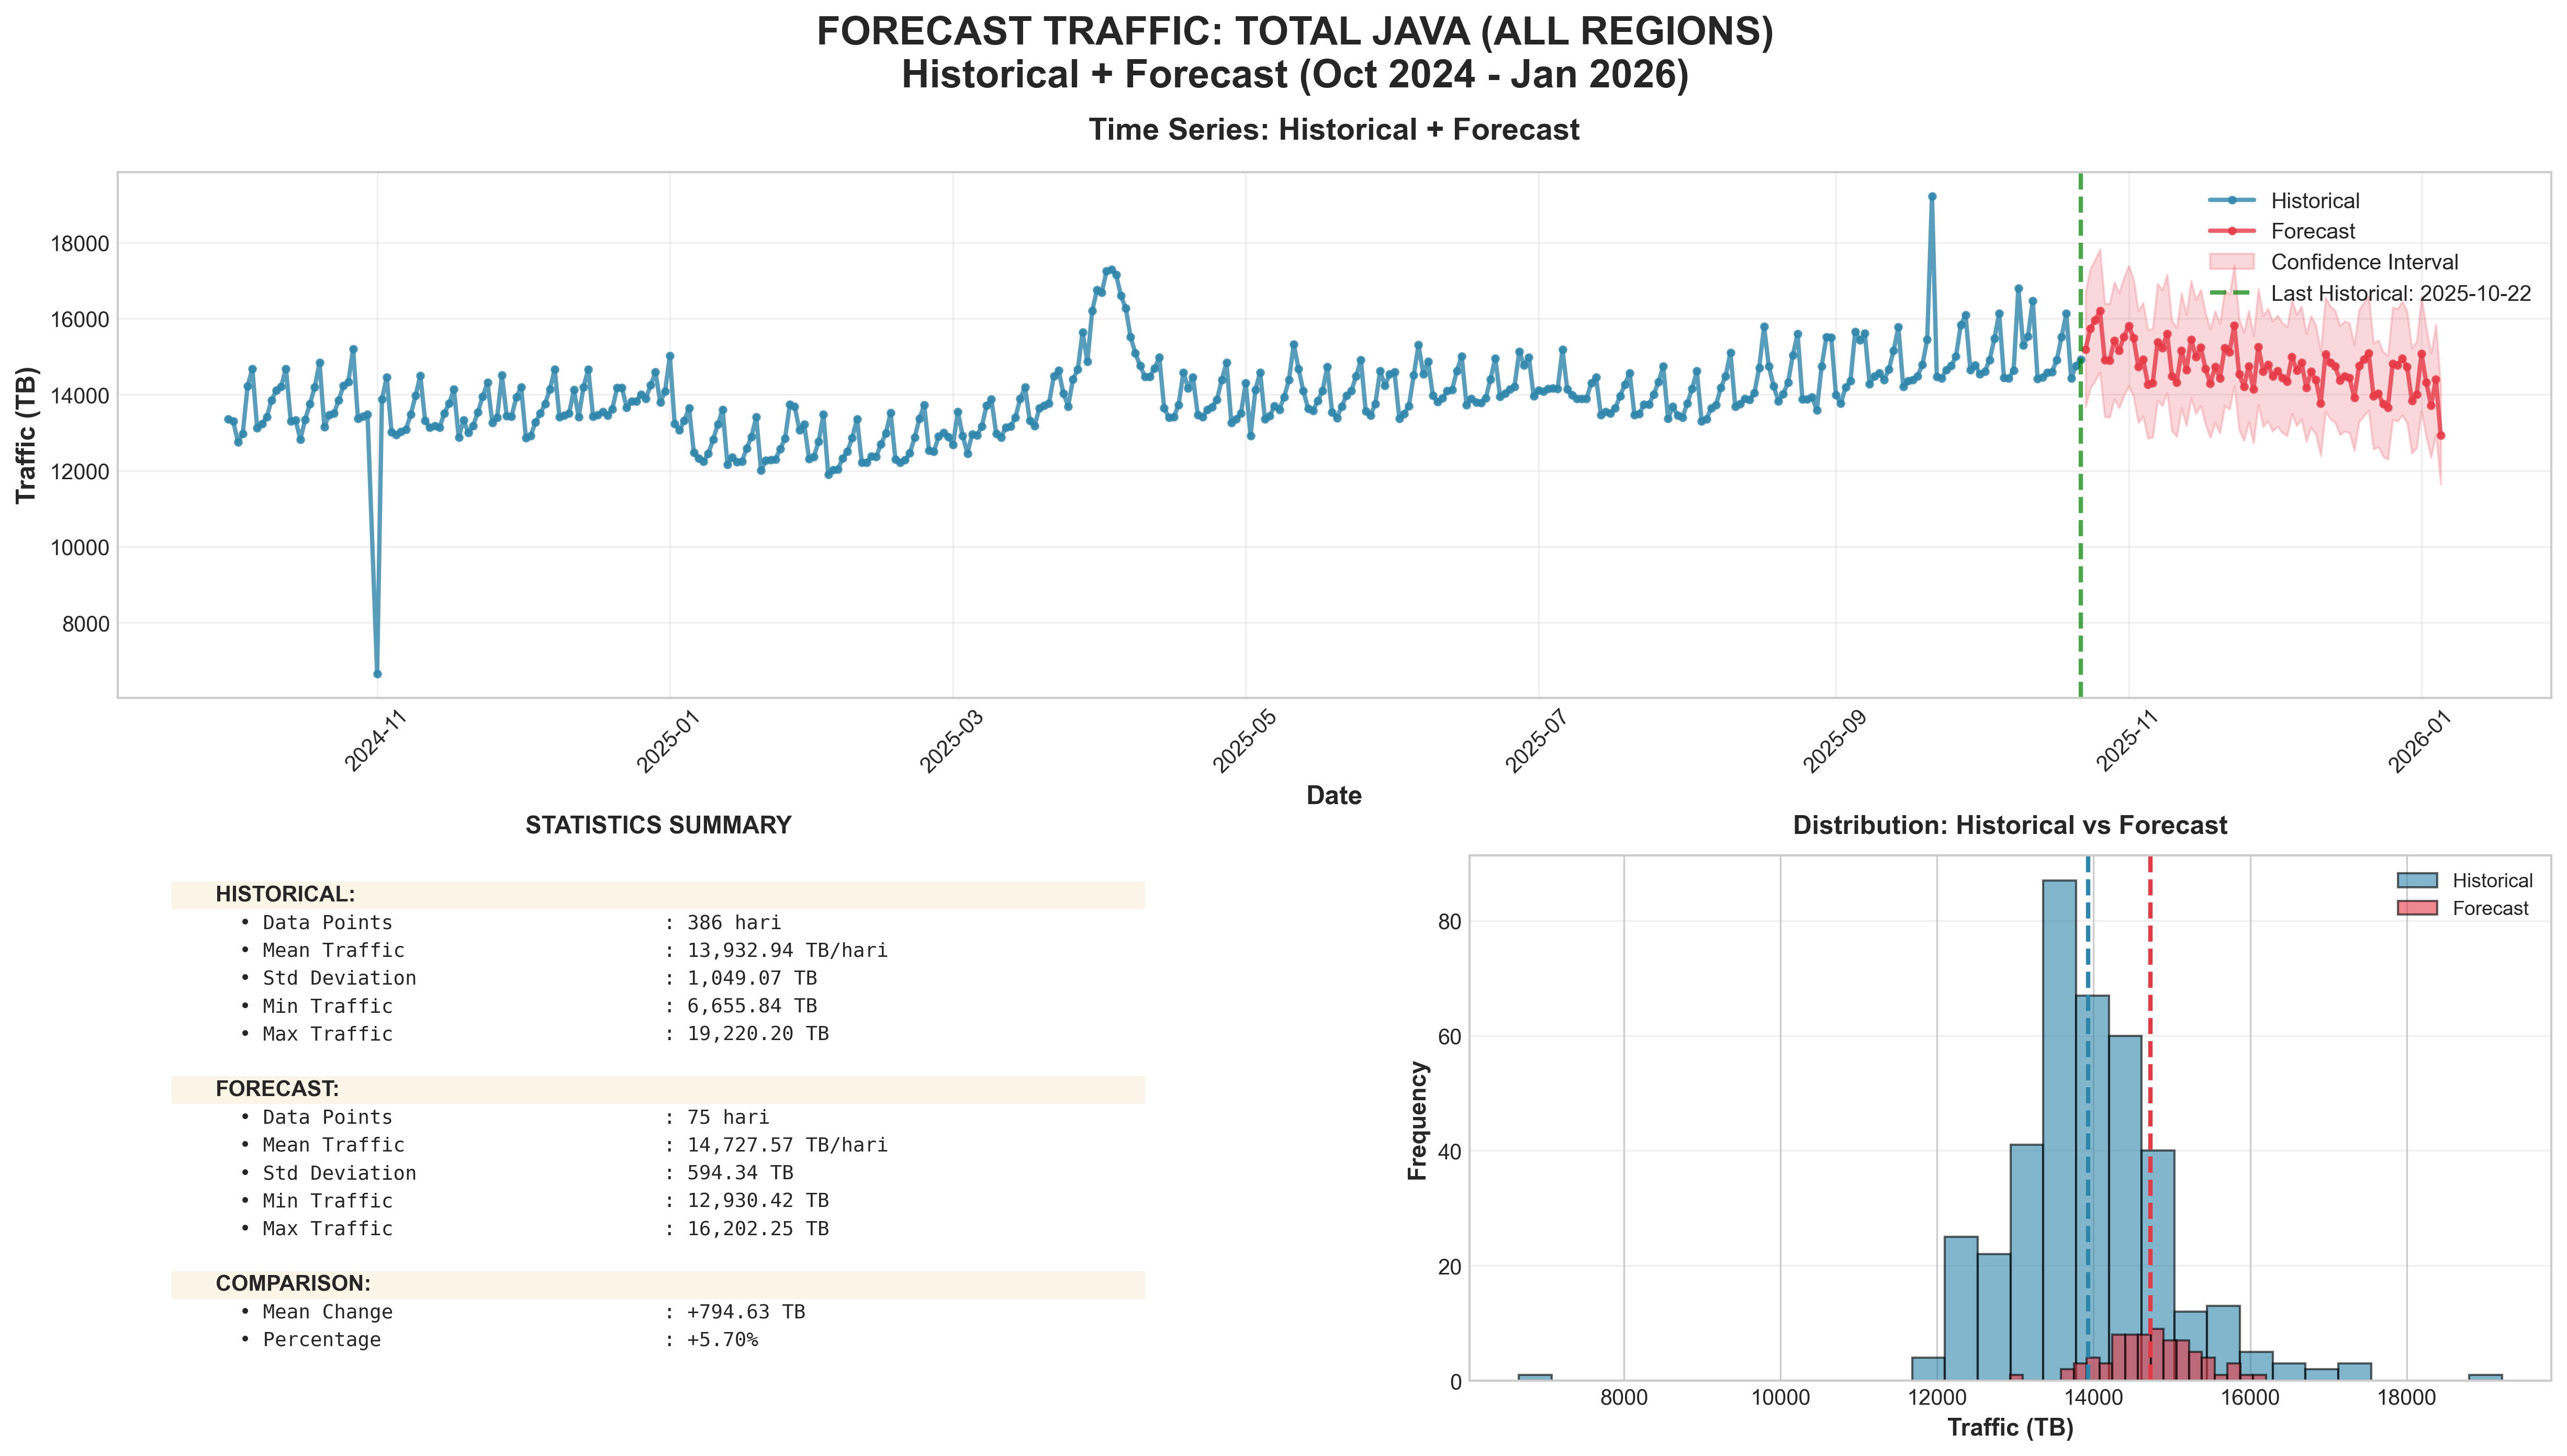 FORECAST TRAFFIC: TOTAL JAVA (ALL REGIONS)
Historical + Forecast (Oct 2024 - Jan 2026)
Time Series: Historical + Forecast
Traffic (TB)
18000
16000
14000
12000
10000
8000
Historical
Forecast
Confidence Interval
Last Historical: 2025-10-22
2024-11
2025-01
2025-03
2025-05
2025-07
2025-09
2025-11
2026-01
Date
STATISTICS SUMMARY
HISTORICAL:
• Data Points : 386 hari
• Mean Traffic : 13,932.94 TB/hari
• Std Deviation : 1,049.07 TB
• Min Traffic : 6,655.84 TB
• Max Traffic : 19,220.20 TB
FORECAST:
• Data Points : 75 hari
• Mean Traffic : 14,727.57 TB/hari
• Std Deviation : 594.34 TB
• Min Traffic : 12,930.42 TB
• Max Traffic : 16,202.25 TB
COMPARISON:
• Mean Change : +794.63 TB
• Percentage : +5.70%
Distribution: Historical vs Forecast
Frequency
80
60
40
20
0
Historical
Forecast
8000
10000
12000
14000
16000
18000
Traffic (TB)